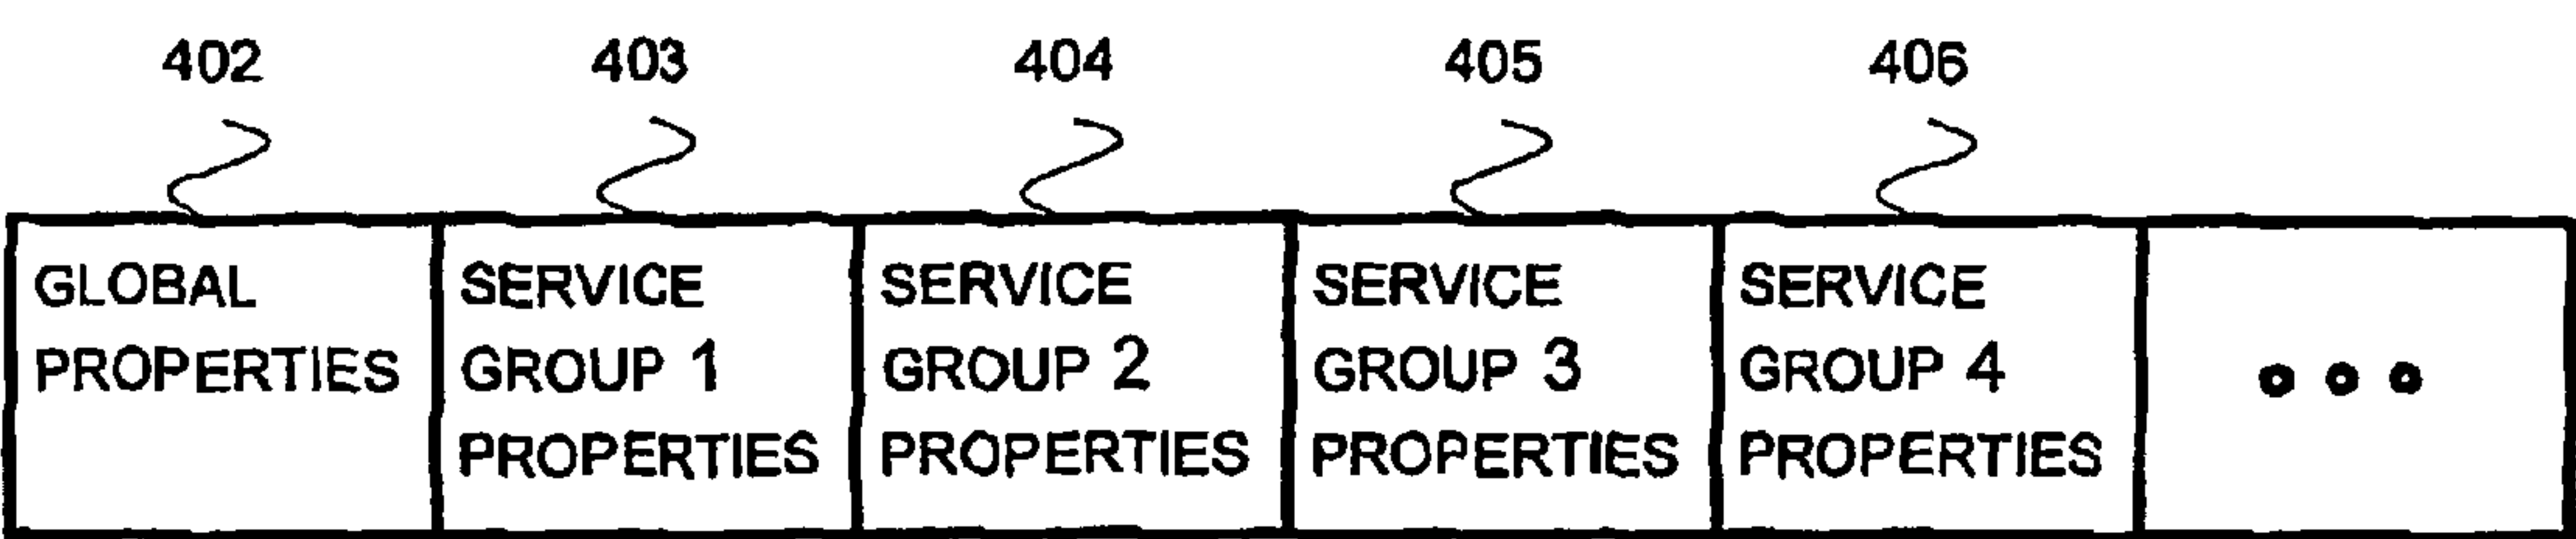 402 403 404 405 406
GLOBAL SERVICE SERVICE SERVICE SERVICE
PROPERTIES GROUP 1 GROUP 2 GROUP 3 GROUP 4
PROPERTIES PROPERTIES PROPERTIES PROPERTIES